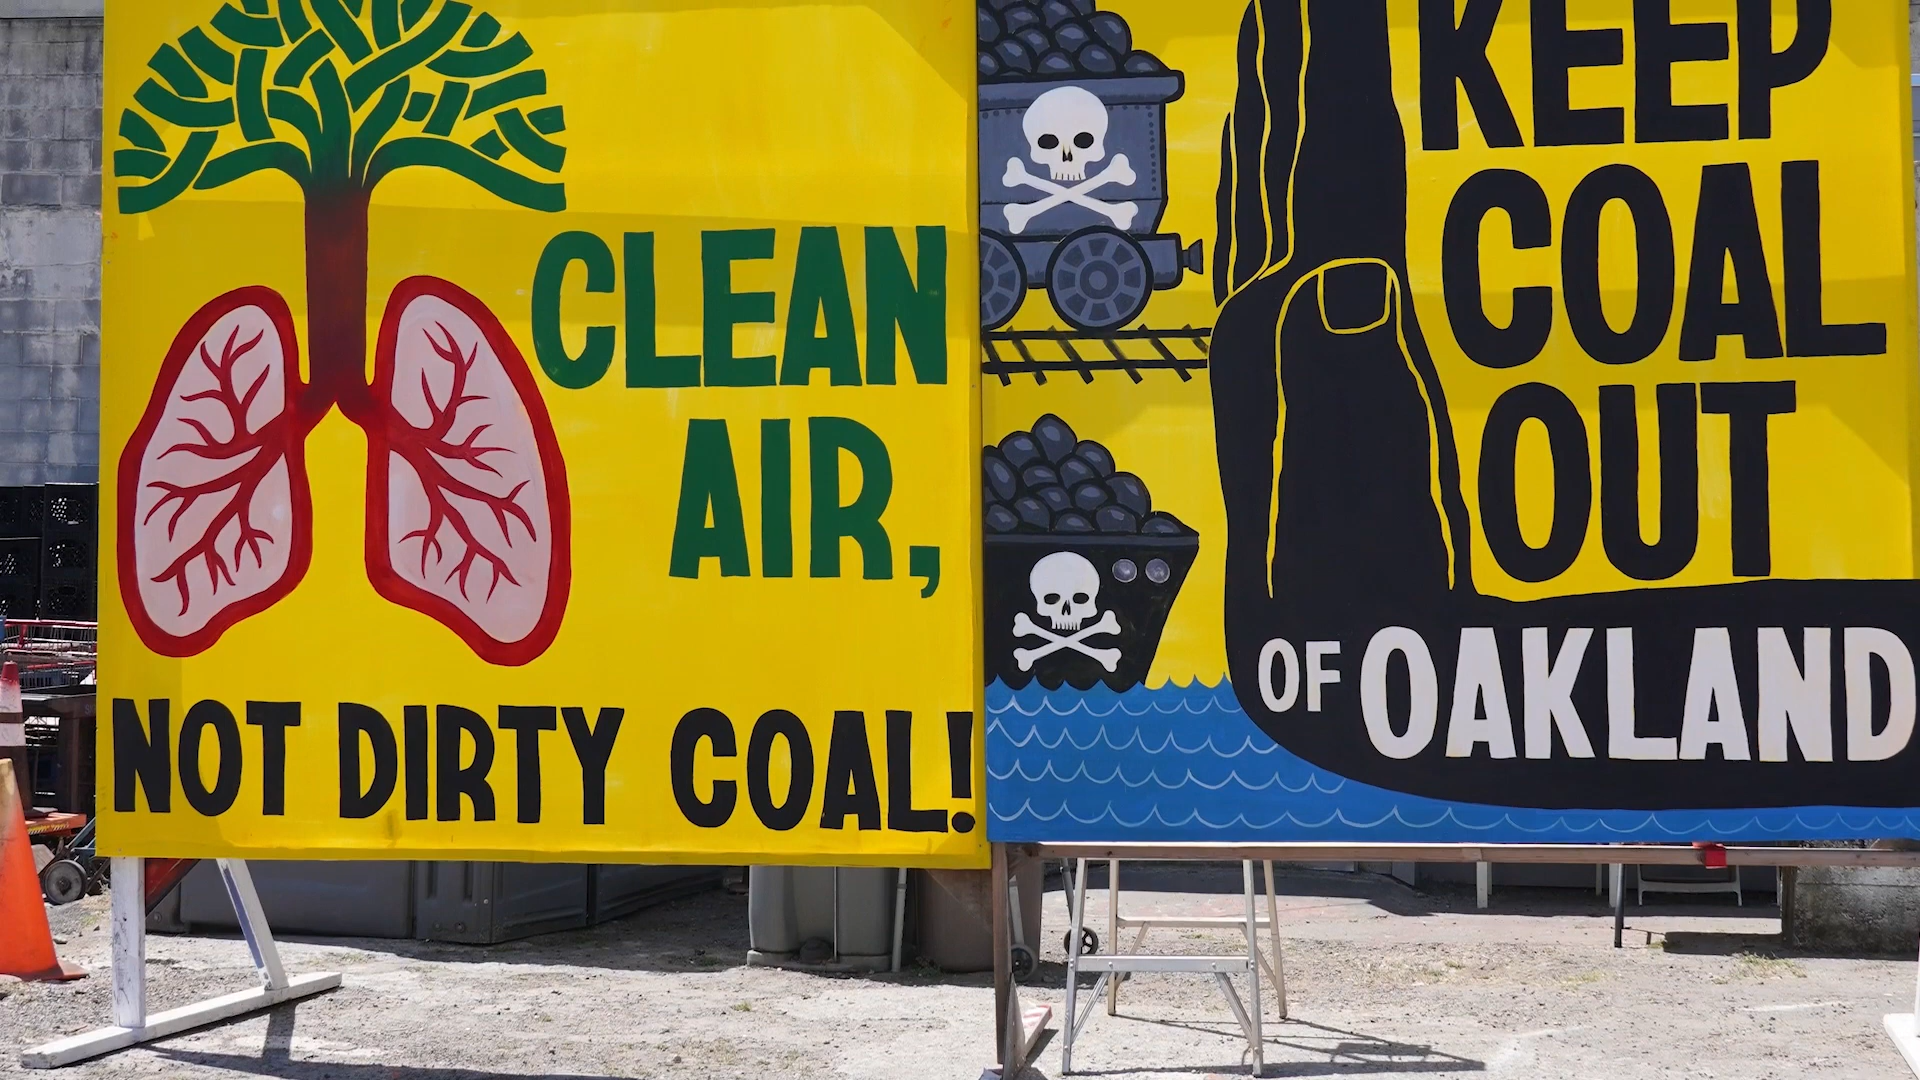 CLEAN
AIR,
NOT DIRTY COAL!
KEEP
COAL
OUT
OF OAKLAND